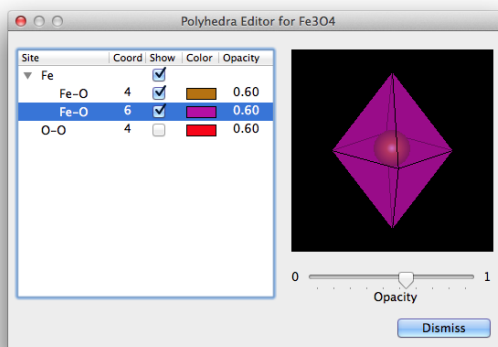 Polyhedra Editor for Fe3O4
Site Coord Show Color Opacity
Fe
Fe-O 4 0.60
Fe-O 6 0.60
O-O 4 0.60
0 1
Opacity
Dismiss